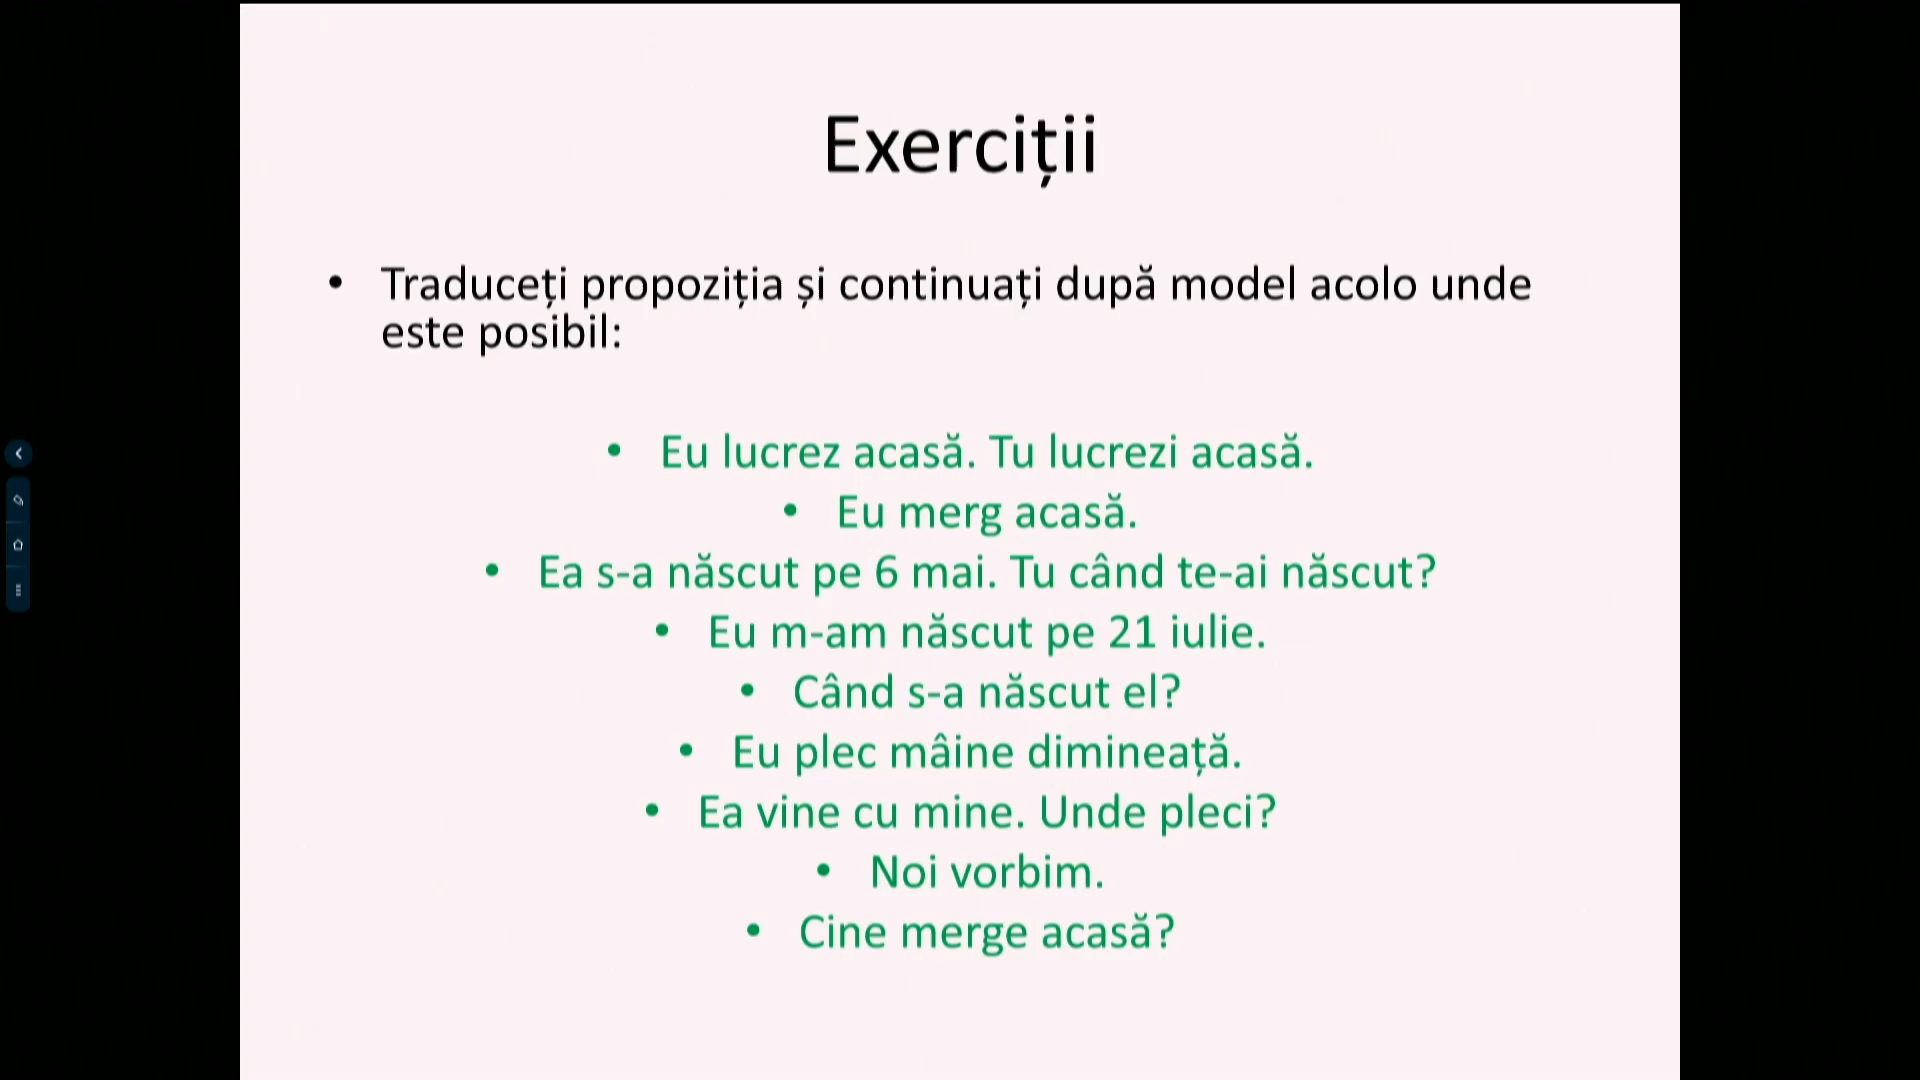 Exerciții
• Traduceți propoziția și continuați după model acolo unde
este posibil:
• Eu lucrez acasă. Tu lucrezi acasă.
• Eu merg acasă.
• Ea s-a născut pe 6 mai. Tu când te-ai născut?
• Eu m-am născut pe 21 iulie.
• Când s-a născut el?
• Eu plec mâine dimineață.
• Ea vine cu mine. Unde pleci?
• Noi vorbim.
• Cine merge acasă?